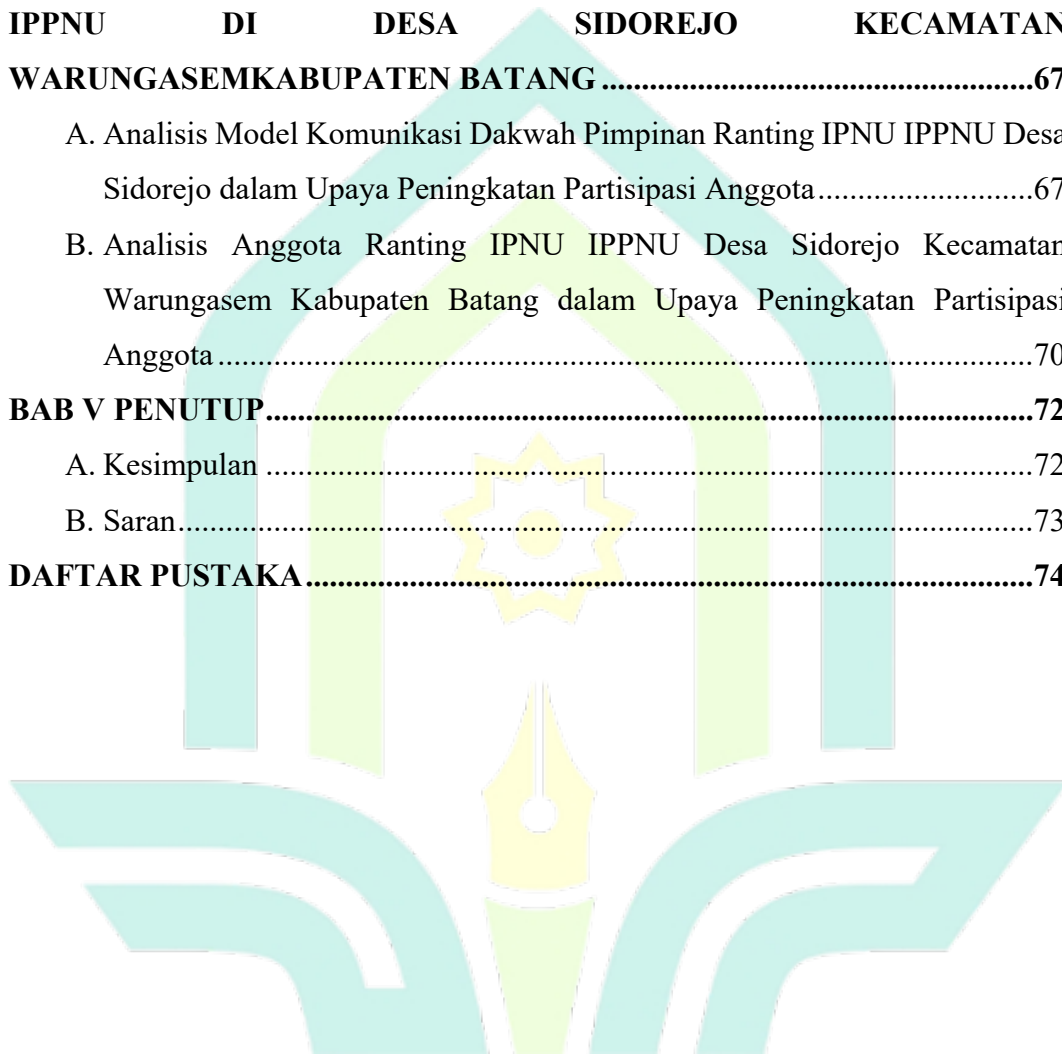 IPPNU DI DESA SIDOREJO KECAMATAN
WARUNGASEMKABUPATEN BATANG ..................................................... 67
A. Analisis Model Komunikasi Dakwah Pimpinan Ranting IPNU IPPNU Desa
Sidorejo dalam Upaya Peningkatan Partisipasi Anggota .......................... 67
B. Analisis Anggota Ranting IPNU IPPNU Desa Sidorejo Kecamatan
Warungasem Kabupaten Batang dalam Upaya Peningkatan Partisipasi
Anggota ........................................................................................................ 70
BAB V PENUTUP ................................................................................................ 72
A. Kesimpulan .................................................................................................. 72
B. Saran ............................................................................................................. 73
DAFTAR PUSTAKA ........................................................................................... 74